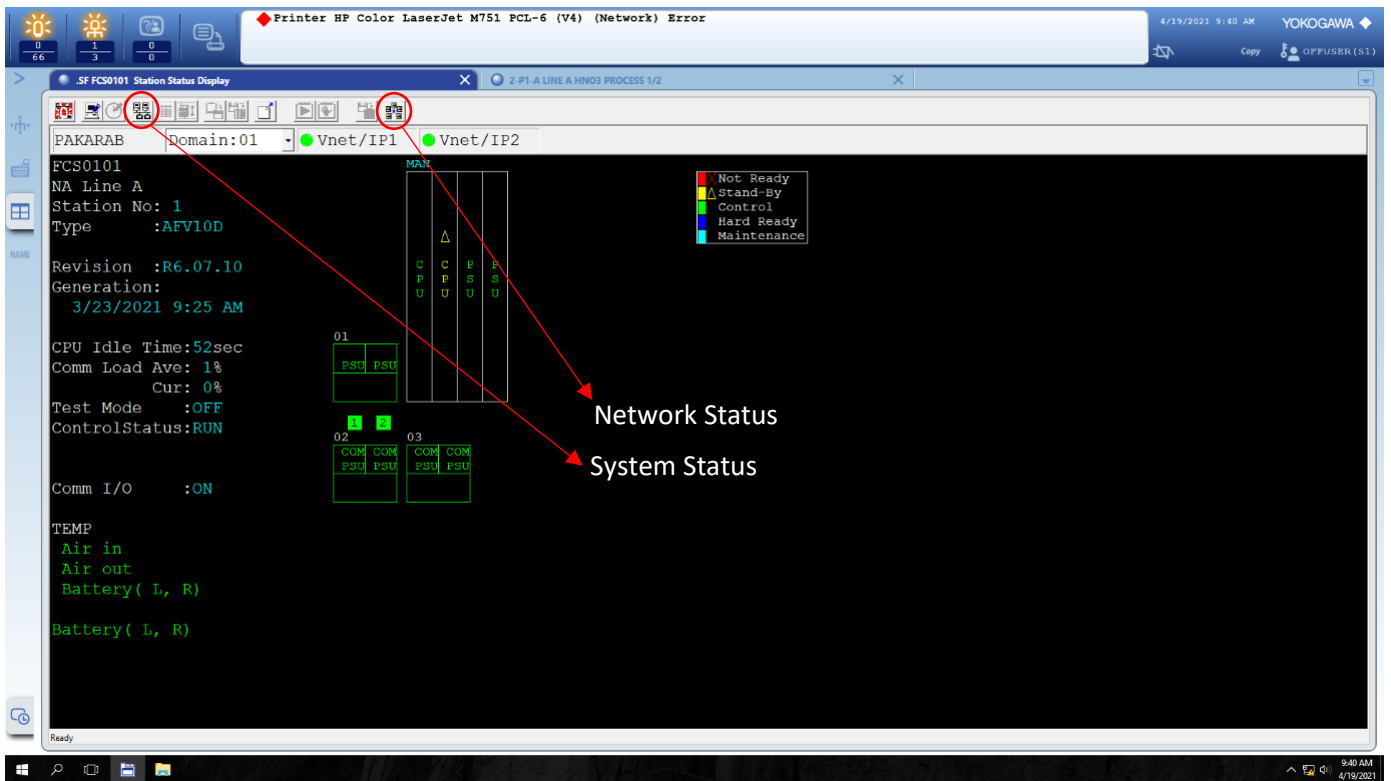 Printer HP Color LaserJet M751 PCL-6 (V4) (Network) Error
4/19/2021 9:40 AM
YOKOGAWA
0
66
1
3
0
0
Copy
OFFUSER(S1)
.SF FCS0101 Station Status Display
2-P1-A LINE A HNO3 PROCESS 1/2
PAKARAB
Domain:01
Vnet/IP1
Vnet/IP2
NAME
FCS0101
NA Line A
Station No: 1
Type :AFV10D
Revision :R6.07.10
Generation:
3/23/2021 9:25 AM
CPU Idle Time:52sec
Comm Load Ave: 1%
Cur: 0%
Test Mode :OFF
ControlStatus:RUN
Comm I/O :ON
TEMP
Air in
Air out
Battery( L, R)
Battery( L, R)
MAN
CPU
CPU
PSU
PSU
01
PSU PSU
1 2
02
COM COM
PSU PSU
03
COM COM
PSU PSU
Not Ready
Stand-By
Control
Hard Ready
Maintenance
Network Status
System Status
Ready
9:40 AM
4/19/2021